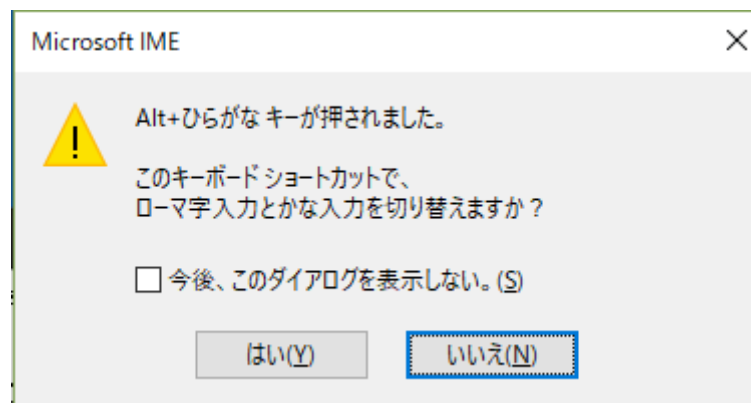 Microsoft IME
Alt+ひらがな キーが押されました。
このキーボード ショートカットで、
ローマ字入力とかな入力を切り替えますか？
今後、このダイアログを表示しない。(S)
はい(Y)
いいえ(N)